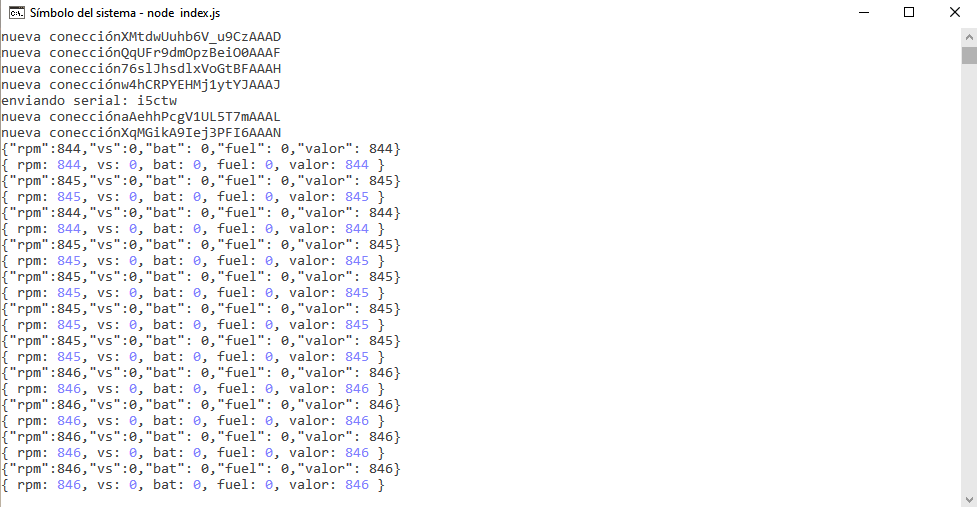 Símbolo del sistema - node  index.js
nueva conecciónXMtdwUuhb6V_u9CzAAAD
nueva conecciónQqUFr9dmOpzBeiO0AAAF
nueva conección76slJhsdlxVoGtBFAAAH
nueva conecciónw4hCRPYEHMj1ytYJAAAJ
enviando serial: i5ctw
nueva conecciónaAehhPcgV1UL5T7mAAAL
nueva conecciónXqMGikA9Iej3PFI6AAAN
{"rpm":844,"vs":0,"bat": 0,"fuel": 0,"valor": 844}
{ rpm: 844, vs: 0, bat: 0, fuel: 0, valor: 844 }
{"rpm":845,"vs":0,"bat": 0,"fuel": 0,"valor": 845}
{ rpm: 845, vs: 0, bat: 0, fuel: 0, valor: 845 }
{"rpm":844,"vs":0,"bat": 0,"fuel": 0,"valor": 844}
{ rpm: 844, vs: 0, bat: 0, fuel: 0, valor: 844 }
{"rpm":845,"vs":0,"bat": 0,"fuel": 0,"valor": 845}
{ rpm: 845, vs: 0, bat: 0, fuel: 0, valor: 845 }
{"rpm":845,"vs":0,"bat": 0,"fuel": 0,"valor": 845}
{ rpm: 845, vs: 0, bat: 0, fuel: 0, valor: 845 }
{"rpm":845,"vs":0,"bat": 0,"fuel": 0,"valor": 845}
{ rpm: 845, vs: 0, bat: 0, fuel: 0, valor: 845 }
{"rpm":845,"vs":0,"bat": 0,"fuel": 0,"valor": 845}
{ rpm: 845, vs: 0, bat: 0, fuel: 0, valor: 845 }
{"rpm":846,"vs":0,"bat": 0,"fuel": 0,"valor": 846}
{ rpm: 846, vs: 0, bat: 0, fuel: 0, valor: 846 }
{"rpm":846,"vs":0,"bat": 0,"fuel": 0,"valor": 846}
{ rpm: 846, vs: 0, bat: 0, fuel: 0, valor: 846 }
{"rpm":846,"vs":0,"bat": 0,"fuel": 0,"valor": 846}
{ rpm: 846, vs: 0, bat: 0, fuel: 0, valor: 846 }
{"rpm":846,"vs":0,"bat": 0,"fuel": 0,"valor": 846}
{ rpm: 846, vs: 0, bat: 0, fuel: 0, valor: 846 }